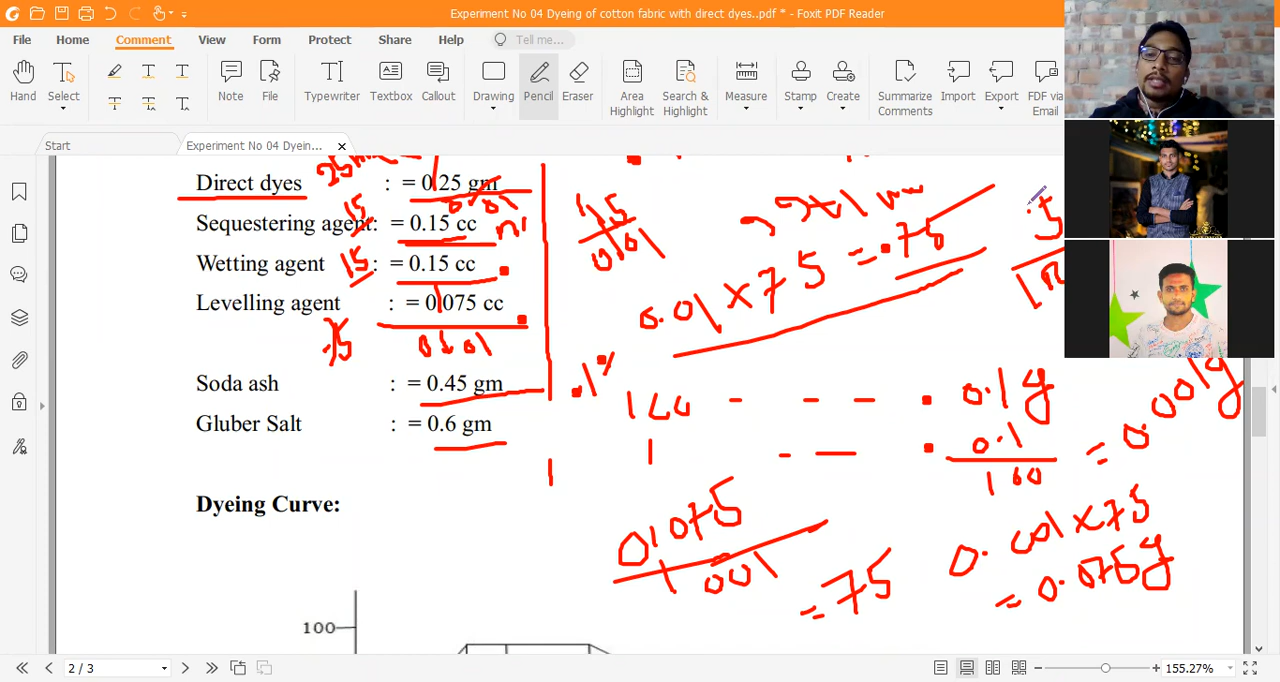 Experiment No 04 Dyeing of cotton fabric with direct dyes..pdf * - Foxit PDF Reader
File Home Comment View Form Protect Share Help Tell me...
Hand Select Note File Typewriter Textbox Callout Drawing Pencil Eraser Area Highlight Search & Highlight Measure Stamp Create Summarize Comments Import Export FDF via Email
Start Experiment No 04 Dyein...
Direct dyes : = 0.25 gm
Sequestering agent: = 0.15 cc
Wetting agent : = 0.15 cc
Levelling agent : = 0.075 cc
Soda ash : = 0.45 gm
Gluber Salt : = 0.6 gm
Dyeing Curve:
100
15
15
0.01 x 75 = .75
.1%
100 - - - 0.1g
1 - - 0.1
100
= 0.001g
0.075
= 75
0.001 x 75
= 0.075g
2 / 3
155.27%